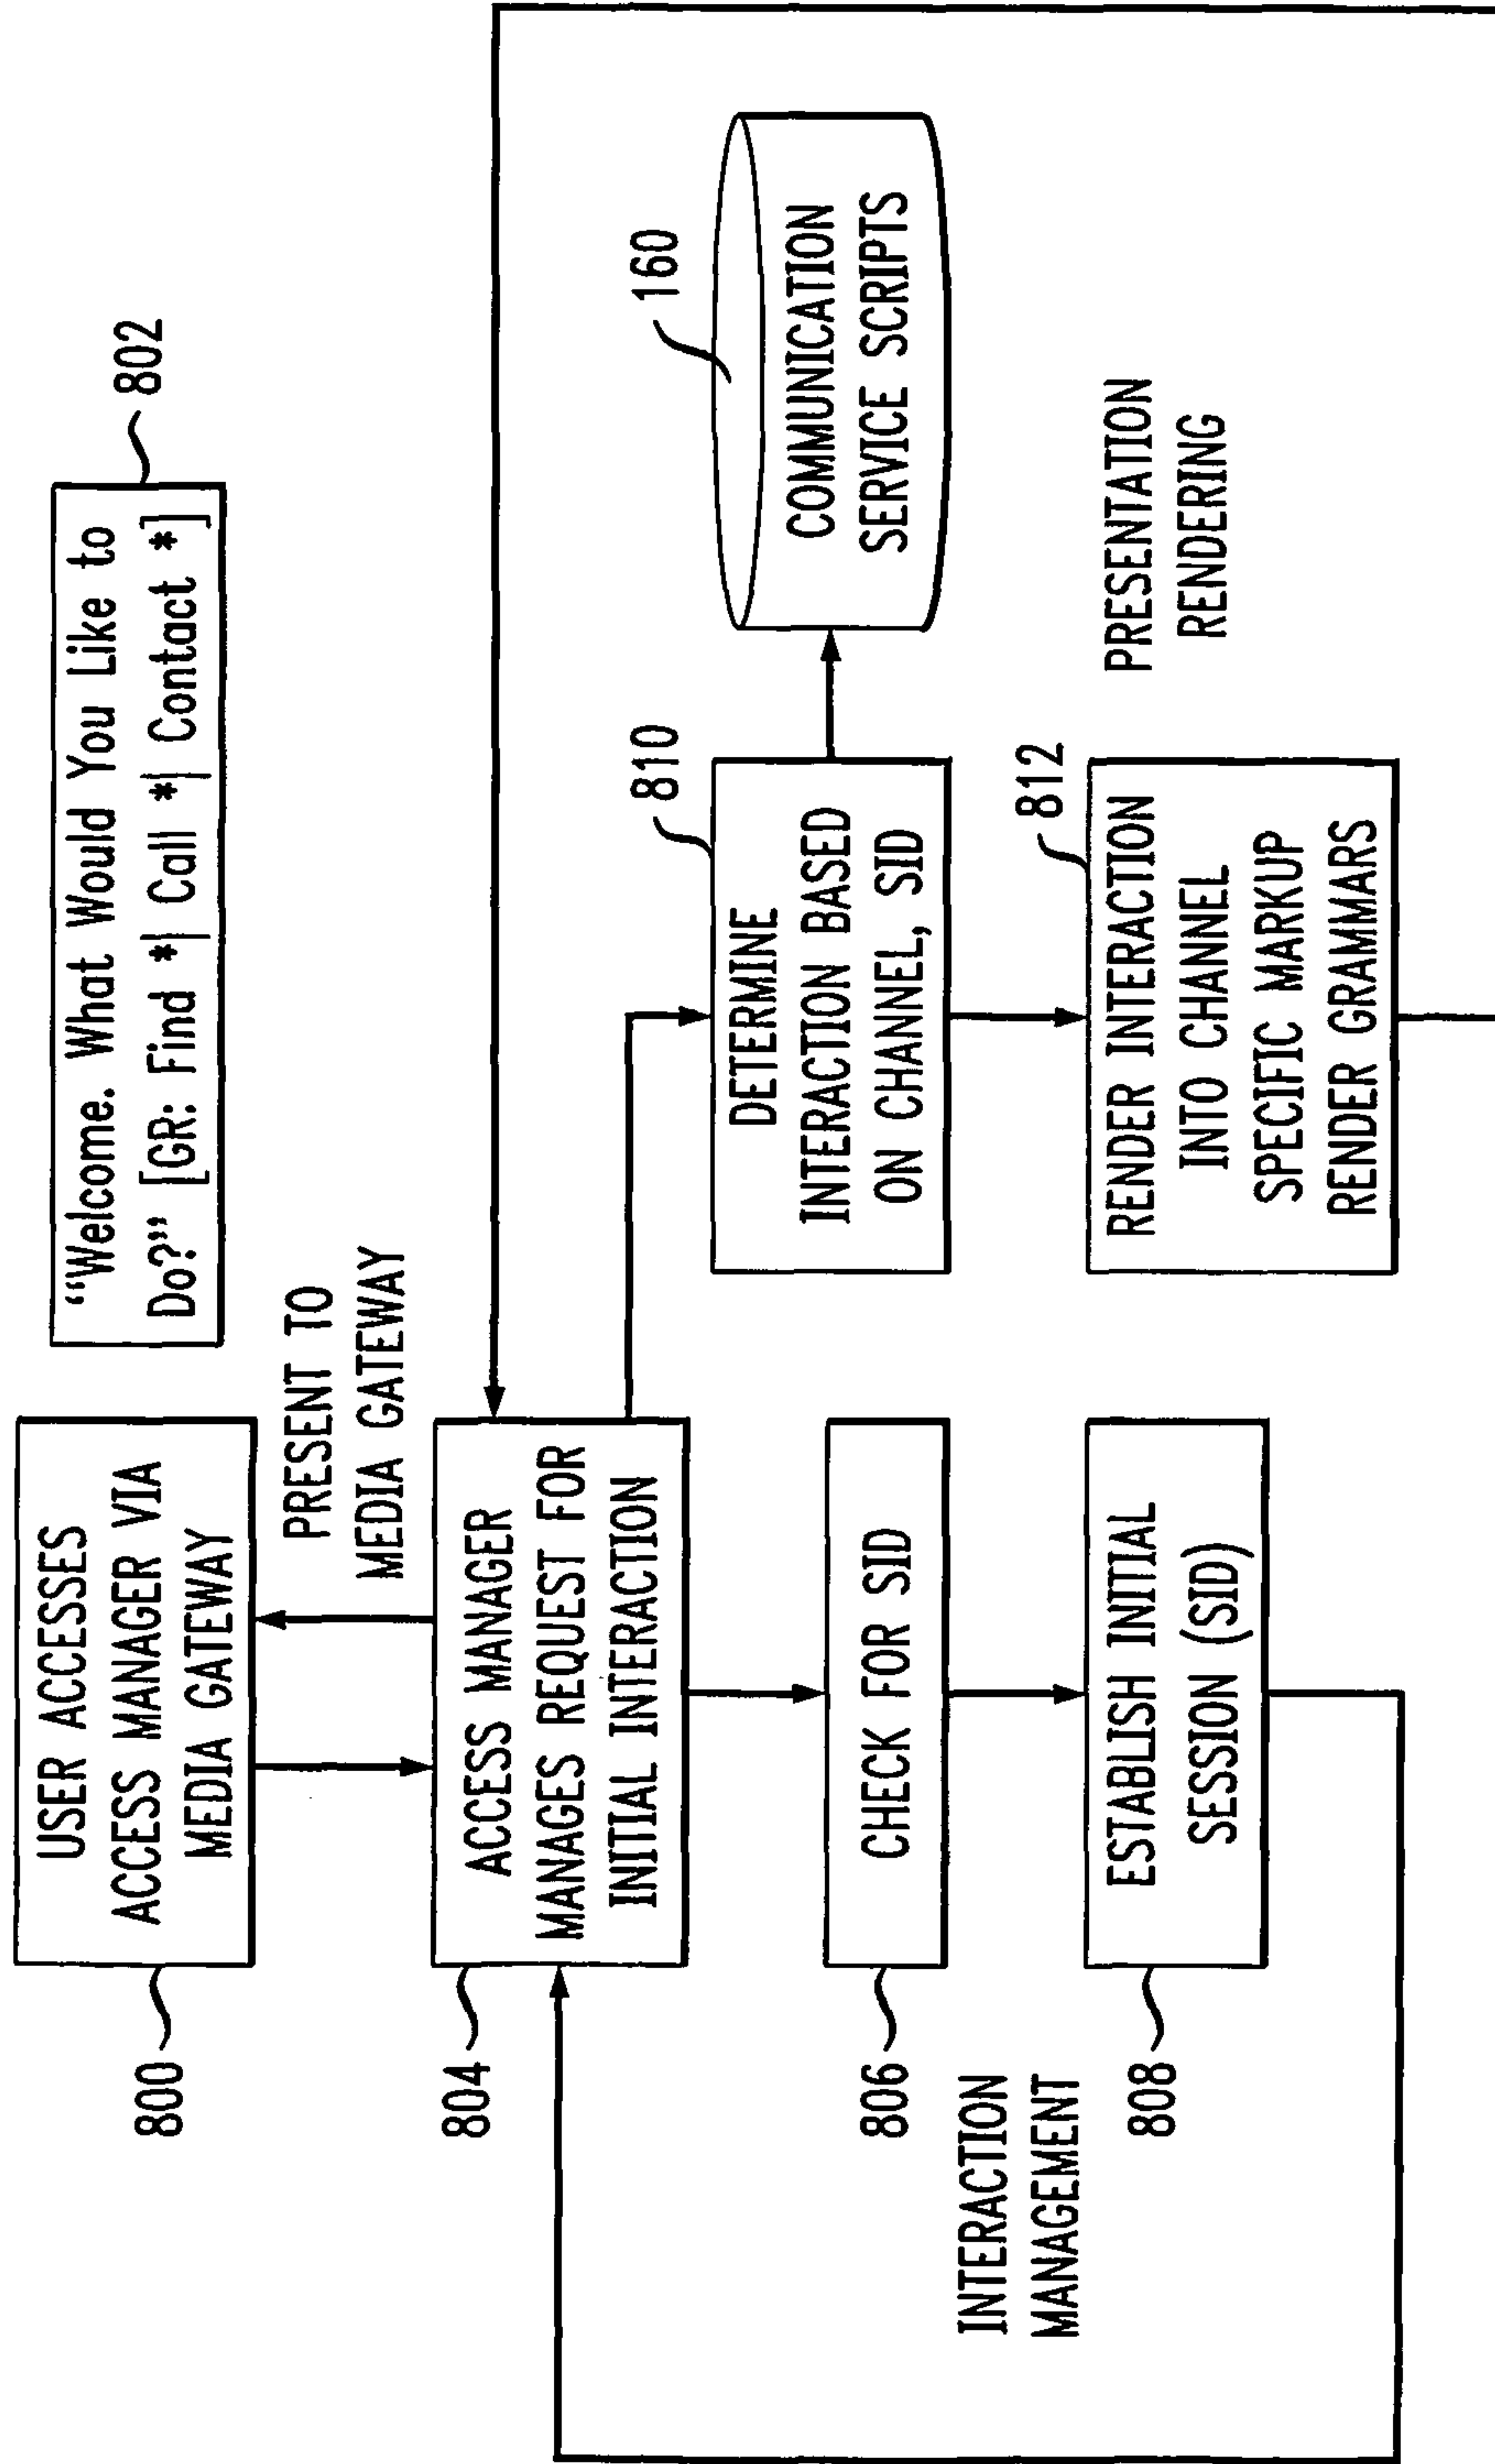 USER ACCESSES
ACCESS MANAGER VIA
MEDIA GATEWAY
800
"Welcome. What Would You Like to
Do?" [GR: Find *| Call *| Contact *]
802
PRESENT TO
MEDIA GATEWAY
ACCESS MANAGER
MANAGES REQUEST FOR
INITIAL INTERACTION
804
CHECK FOR SID
806
INTERACTION
MANAGEMENT
ESTABLISH INITIAL
SESSION (SID)
808
DETERMINE
INTERACTION BASED
ON CHANNEL, SID
810
COMMUNICATION
SERVICE SCRIPTS
160
RENDER INTERACTION
INTO CHANNEL
SPECIFIC MARKUP
RENDER GRAMMARS
812
PRESENTATION
RENDERING